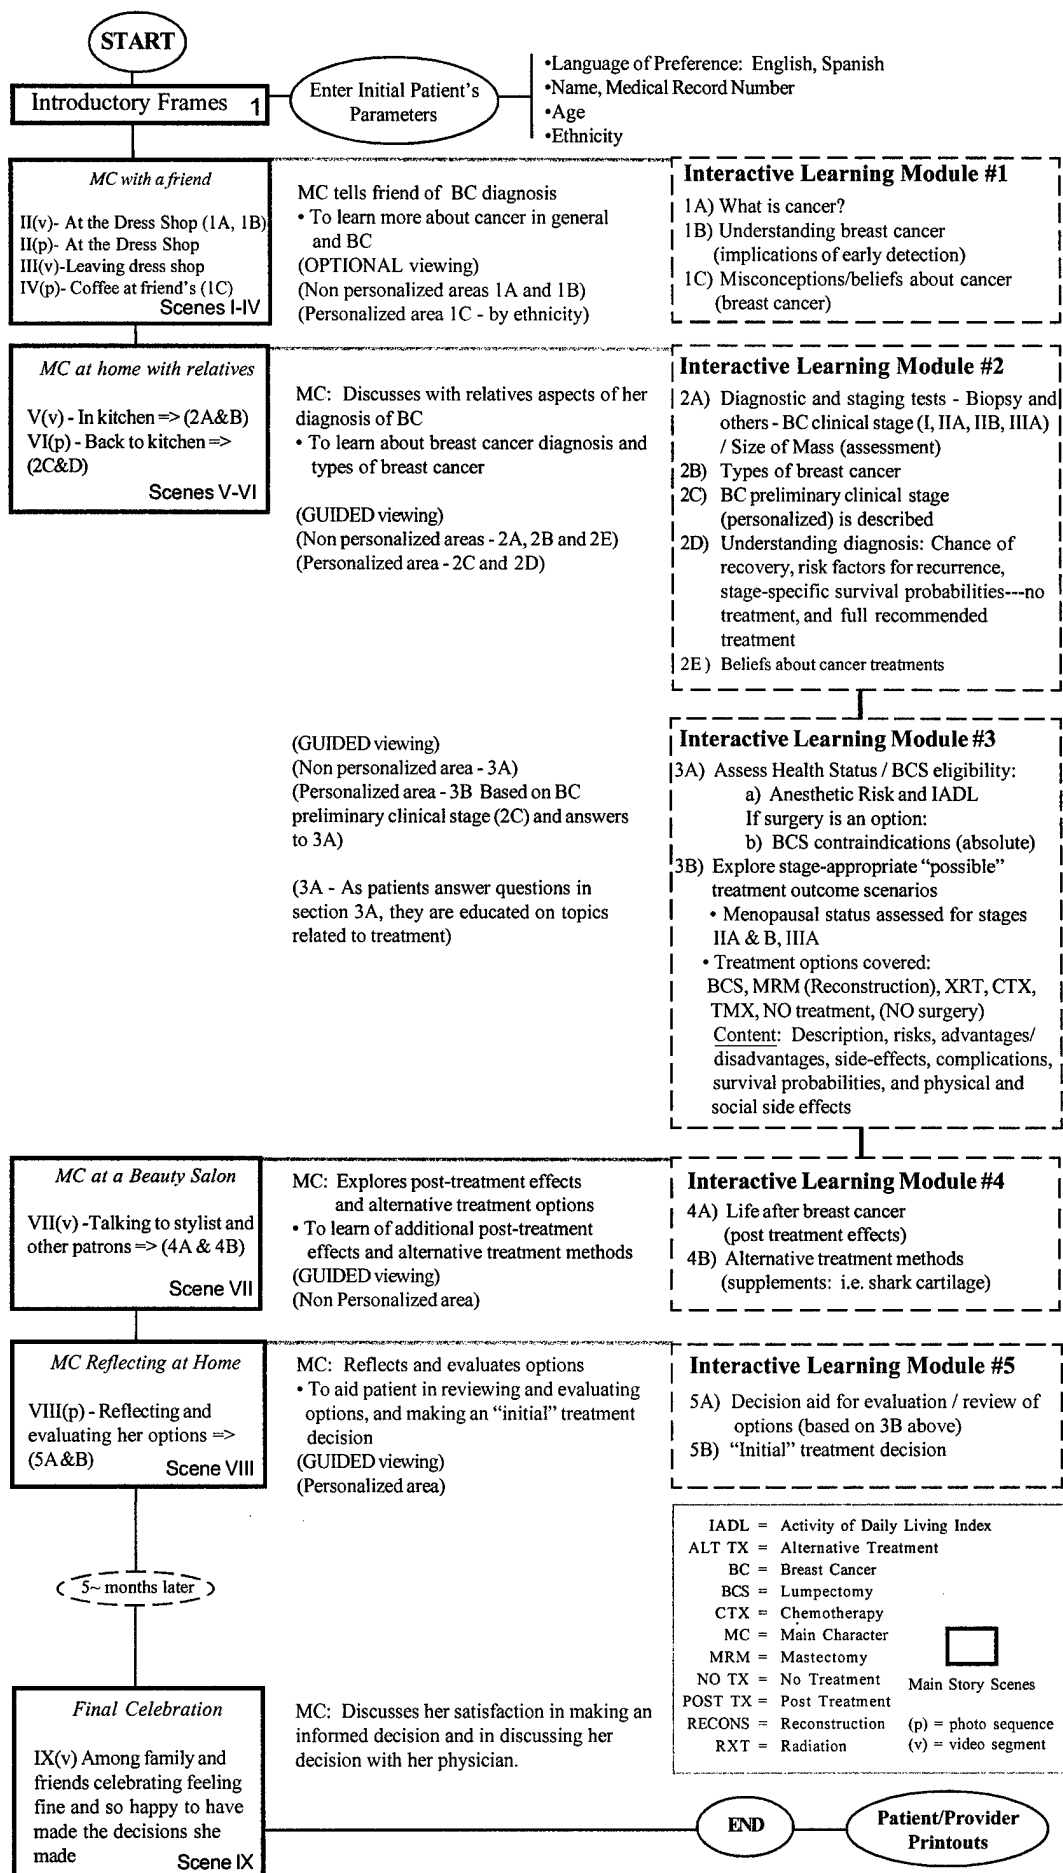 START
Introductory Frames 1
Enter Initial Patient's
Parameters
•Language of Preference: English, Spanish
•Name, Medical Record Number
•Age
•Ethnicity
MC with a friend
II(v)- At the Dress Shop (1A, 1B)
II(p)- At the Dress Shop
III(v)-Leaving dress shop
IV(p)- Coffee at friend's (1C)
Scenes I-IV
MC tells friend of BC diagnosis
• To learn more about cancer in general
and BC
(OPTIONAL viewing)
(Non personalized areas 1A and 1B)
(Personalized area 1C - by ethnicity)
Interactive Learning Module #1
1A) What is cancer?
1B) Understanding breast cancer
(implications of early detection)
1C) Misconceptions/beliefs about cancer
(breast cancer)
MC at home with relatives
V(v) - In kitchen => (2A&B)
VI(p) - Back to kitchen =>
(2C&D)
Scenes V-VI
MC: Discusses with relatives aspects of her
diagnosis of BC
• To learn about breast cancer diagnosis and
types of breast cancer
(GUIDED viewing)
(Non personalized areas - 2A, 2B and 2E)
(Personalized area - 2C and 2D)
Interactive Learning Module #2
2A) Diagnostic and staging tests - Biopsy and
others - BC clinical stage (I, IIA, IIB, IIIA)
/ Size of Mass (assessment)
2B) Types of breast cancer
2C) BC preliminary clinical stage
(personalized) is described
2D) Understanding diagnosis: Chance of
recovery, risk factors for recurrence,
stage-specific survival probabilities---no
treatment, and full recommended
treatment
2E) Beliefs about cancer treatments
(GUIDED viewing)
(Non personalized area - 3A)
(Personalized area - 3B Based on BC
preliminary clinical stage (2C) and answers
to 3A)
(3A - As patients answer questions in
section 3A, they are educated on topics
related to treatment)
Interactive Learning Module #3
3A) Assess Health Status / BCS eligibility:
a) Anesthetic Risk and IADL
If surgery is an option:
b) BCS contraindications (absolute)
3B) Explore stage-appropriate “possible”
treatment outcome scenarios
• Menopausal status assessed for stages
IIA & B, IIIA
• Treatment options covered:
BCS, MRM (Reconstruction), XRT, CTX,
TMX, NO treatment, (NO surgery)
Content: Description, risks, advantages/
disadvantages, side-effects, complications,
survival probabilities, and physical and
social side effects
MC at a Beauty Salon
VII(v) -Talking to stylist and
other patrons => (4A & 4B)
Scene VII
MC: Explores post-treatment effects
and alternative treatment options
• To learn of additional post-treatment
effects and alternative treatment methods
(GUIDED viewing)
(Non Personalized area)
Interactive Learning Module #4
4A) Life after breast cancer
(post treatment effects)
4B) Alternative treatment methods
(supplements: i.e. shark cartilage)
MC Reflecting at Home
VIII(p) - Reflecting and
evaluating her options =>
(5A&B)
Scene VIII
MC: Reflects and evaluates options
• To aid patient in reviewing and evaluating
options, and making an “initial” treatment
decision
(GUIDED viewing)
(Personalized area)
Interactive Learning Module #5
5A) Decision aid for evaluation / review of
options (based on 3B above)
5B) “Initial” treatment decision
5~ months later
IADL = Activity of Daily Living Index
ALT TX = Alternative Treatment
BC = Breast Cancer
BCS = Lumpectomy
CTX = Chemotherapy
MC = Main Character
MRM = Mastectomy
NO TX = No Treatment
POST TX = Post Treatment
RECONS = Reconstruction
RXT = Radiation
Main Story Scenes
(p) = photo sequence
(v) = video segment
Final Celebration
IX(v) Among family and
friends celebrating feeling
fine and so happy to have
made the decisions she
made
Scene IX
MC: Discusses her satisfaction in making an
informed decision and in discussing her
decision with her physician.
END
Patient/Provider
Printouts